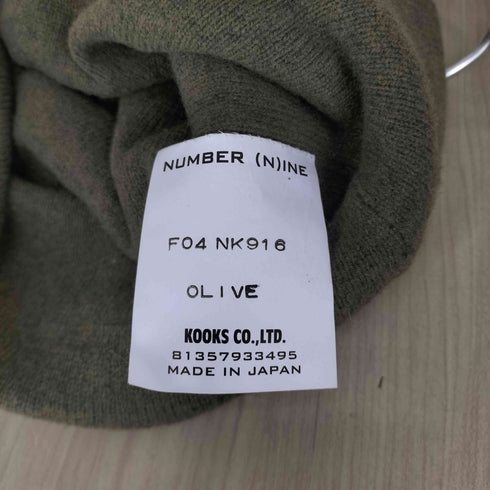 NUMBER (N)INE
F04 NK916
OLIVE
KOOKS CO.,LTD.
81357933495
MADE IN JAPAN